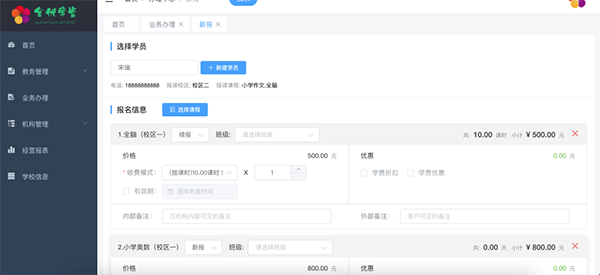 首页
教务管理
业务办理
机构管理
经营报表
学校信息
首页 业务办理 × 新报 ×
选择学员
宋瑞 + 新建学员
电话: 18888888888 报读校区: 校区二 报读课程: 小学作文,全脑
报名信息 选择课程
1.全脑（校区一） 续报 班级: 请选择班级 共: 10.00 课时 小计 ¥ 500.00 元
价格 500.00 元 优惠 0.00 元
* 收费模式: (按课时)10.00课时 X 1 学费折扣 学费优惠
有效期: 选择失效时间
内部备注: 仅机构内部可见的备注 外部备注: 客户可见的备注
2.小学奥数（校区一） 新报 班级: 请选择班级 共: 0.00 天 小计 ¥ 800.00 元
价格 800.00 元 优惠 0.00 元